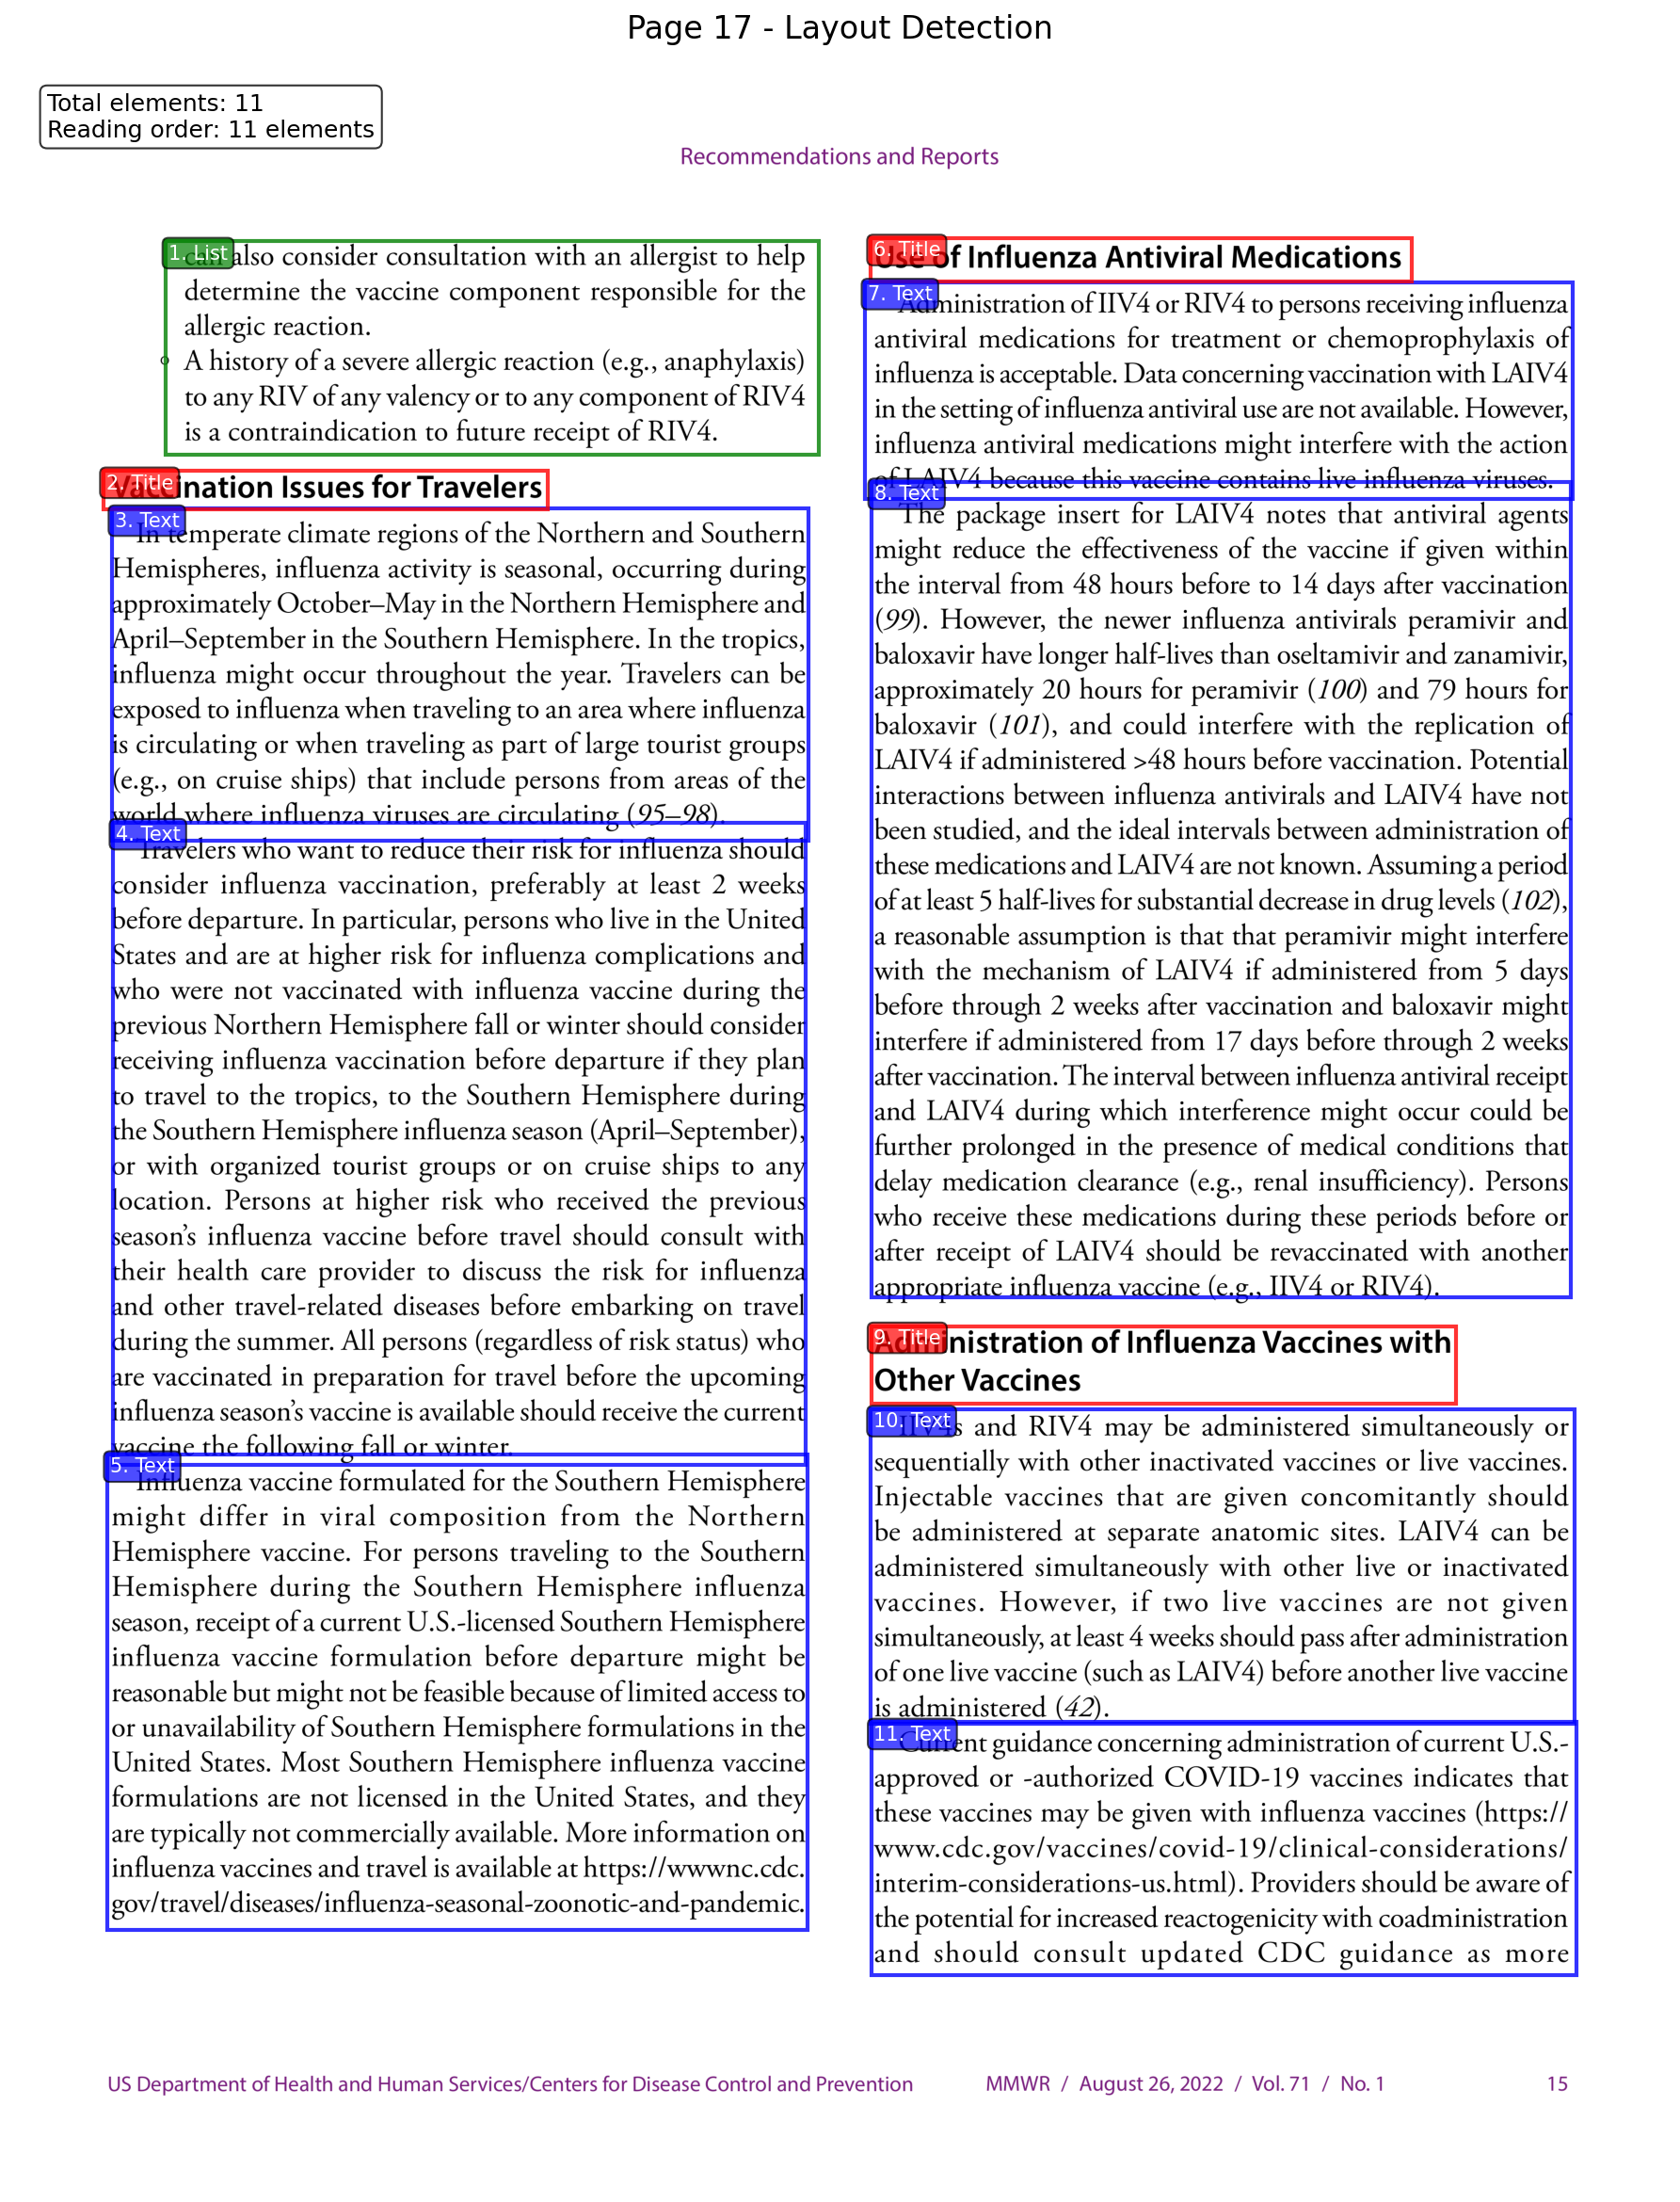 Page 17 - Layout Detection
Total elements: 11
Reading order: 11 elements
Recommendations and Reports
1. List
can also consider consultation with an allergist to help
determine the vaccine component responsible for the
allergic reaction.
○ A history of a severe allergic reaction (e.g., anaphylaxis)
to any RIV of any valency or to any component of RIV4
is a contraindication to future receipt of RIV4.
2. Title
Vaccination Issues for Travelers
3. Text
In temperate climate regions of the Northern and Southern
Hemispheres, influenza activity is seasonal, occurring during
approximately October–May in the Northern Hemisphere and
April–September in the Southern Hemisphere. In the tropics,
influenza might occur throughout the year. Travelers can be
exposed to influenza when traveling to an area where influenza
is circulating or when traveling as part of large tourist groups
(e.g., on cruise ships) that include persons from areas of the
world where influenza viruses are circulating (95–98).
4. Text
Travelers who want to reduce their risk for influenza should
consider influenza vaccination, preferably at least 2 weeks
before departure. In particular, persons who live in the United
States and are at higher risk for influenza complications and
who were not vaccinated with influenza vaccine during the
previous Northern Hemisphere fall or winter should consider
receiving influenza vaccination before departure if they plan
to travel to the tropics, to the Southern Hemisphere during
the Southern Hemisphere influenza season (April–September),
or with organized tourist groups or on cruise ships to any
location. Persons at higher risk who received the previous
season’s influenza vaccine before travel should consult with
their health care provider to discuss the risk for influenza
and other travel-related diseases before embarking on travel
during the summer. All persons (regardless of risk status) who
are vaccinated in preparation for travel before the upcoming
influenza season’s vaccine is available should receive the current
vaccine the following fall or winter.
5. Text
Influenza vaccine formulated for the Southern Hemisphere
might differ in viral composition from the Northern
Hemisphere vaccine. For persons traveling to the Southern
Hemisphere during the Southern Hemisphere influenza
season, receipt of a current U.S.-licensed Southern Hemisphere
influenza vaccine formulation before departure might be
reasonable but might not be feasible because of limited access to
or unavailability of Southern Hemisphere formulations in the
United States. Most Southern Hemisphere influenza vaccine
formulations are not licensed in the United States, and they
are typically not commercially available. More information on
influenza vaccines and travel is available at https://wwwnc.cdc.
gov/travel/diseases/influenza-seasonal-zoonotic-and-pandemic.
6. Title
Use of Influenza Antiviral Medications
7. Text
Administration of IIV4 or RIV4 to persons receiving influenza
antiviral medications for treatment or chemoprophylaxis of
influenza is acceptable. Data concerning vaccination with LAIV4
in the setting of influenza antiviral use are not available. However,
influenza antiviral medications might interfere with the action
of LAIV4 because this vaccine contains live influenza viruses.
8. Text
The package insert for LAIV4 notes that antiviral agents
might reduce the effectiveness of the vaccine if given within
the interval from 48 hours before to 14 days after vaccination
(99). However, the newer influenza antivirals peramivir and
baloxavir have longer half-lives than oseltamivir and zanamivir,
approximately 20 hours for peramivir (100) and 79 hours for
baloxavir (101), and could interfere with the replication of
LAIV4 if administered >48 hours before vaccination. Potential
interactions between influenza antivirals and LAIV4 have not
been studied, and the ideal intervals between administration of
these medications and LAIV4 are not known. Assuming a period
of at least 5 half-lives for substantial decrease in drug levels (102),
a reasonable assumption is that that peramivir might interfere
with the mechanism of LAIV4 if administered from 5 days
before through 2 weeks after vaccination and baloxavir might
interfere if administered from 17 days before through 2 weeks
after vaccination. The interval between influenza antiviral receipt
and LAIV4 during which interference might occur could be
further prolonged in the presence of medical conditions that
delay medication clearance (e.g., renal insufficiency). Persons
who receive these medications during these periods before or
after receipt of LAIV4 should be revaccinated with another
appropriate influenza vaccine (e.g., IIV4 or RIV4).
9. Title
Administration of Influenza Vaccines with
Other Vaccines
10. Text
IIV4s and RIV4 may be administered simultaneously or
sequentially with other inactivated vaccines or live vaccines.
Injectable vaccines that are given concomitantly should
be administered at separate anatomic sites. LAIV4 can be
administered simultaneously with other live or inactivated
vaccines. However, if two live vaccines are not given
simultaneously, at least 4 weeks should pass after administration
of one live vaccine (such as LAIV4) before another live vaccine
is administered (42).
11. Text
Current guidance concerning administration of current U.S.-
approved or -authorized COVID-19 vaccines indicates that
these vaccines may be given with influenza vaccines (https://
www.cdc.gov/vaccines/covid-19/clinical-considerations/
interim-considerations-us.html). Providers should be aware of
the potential for increased reactogenicity with coadministration
and should consult updated CDC guidance as more
US Department of Health and Human Services/Centers for Disease Control and Prevention MMWR / August 26, 2022 / Vol. 71 / No. 1 15